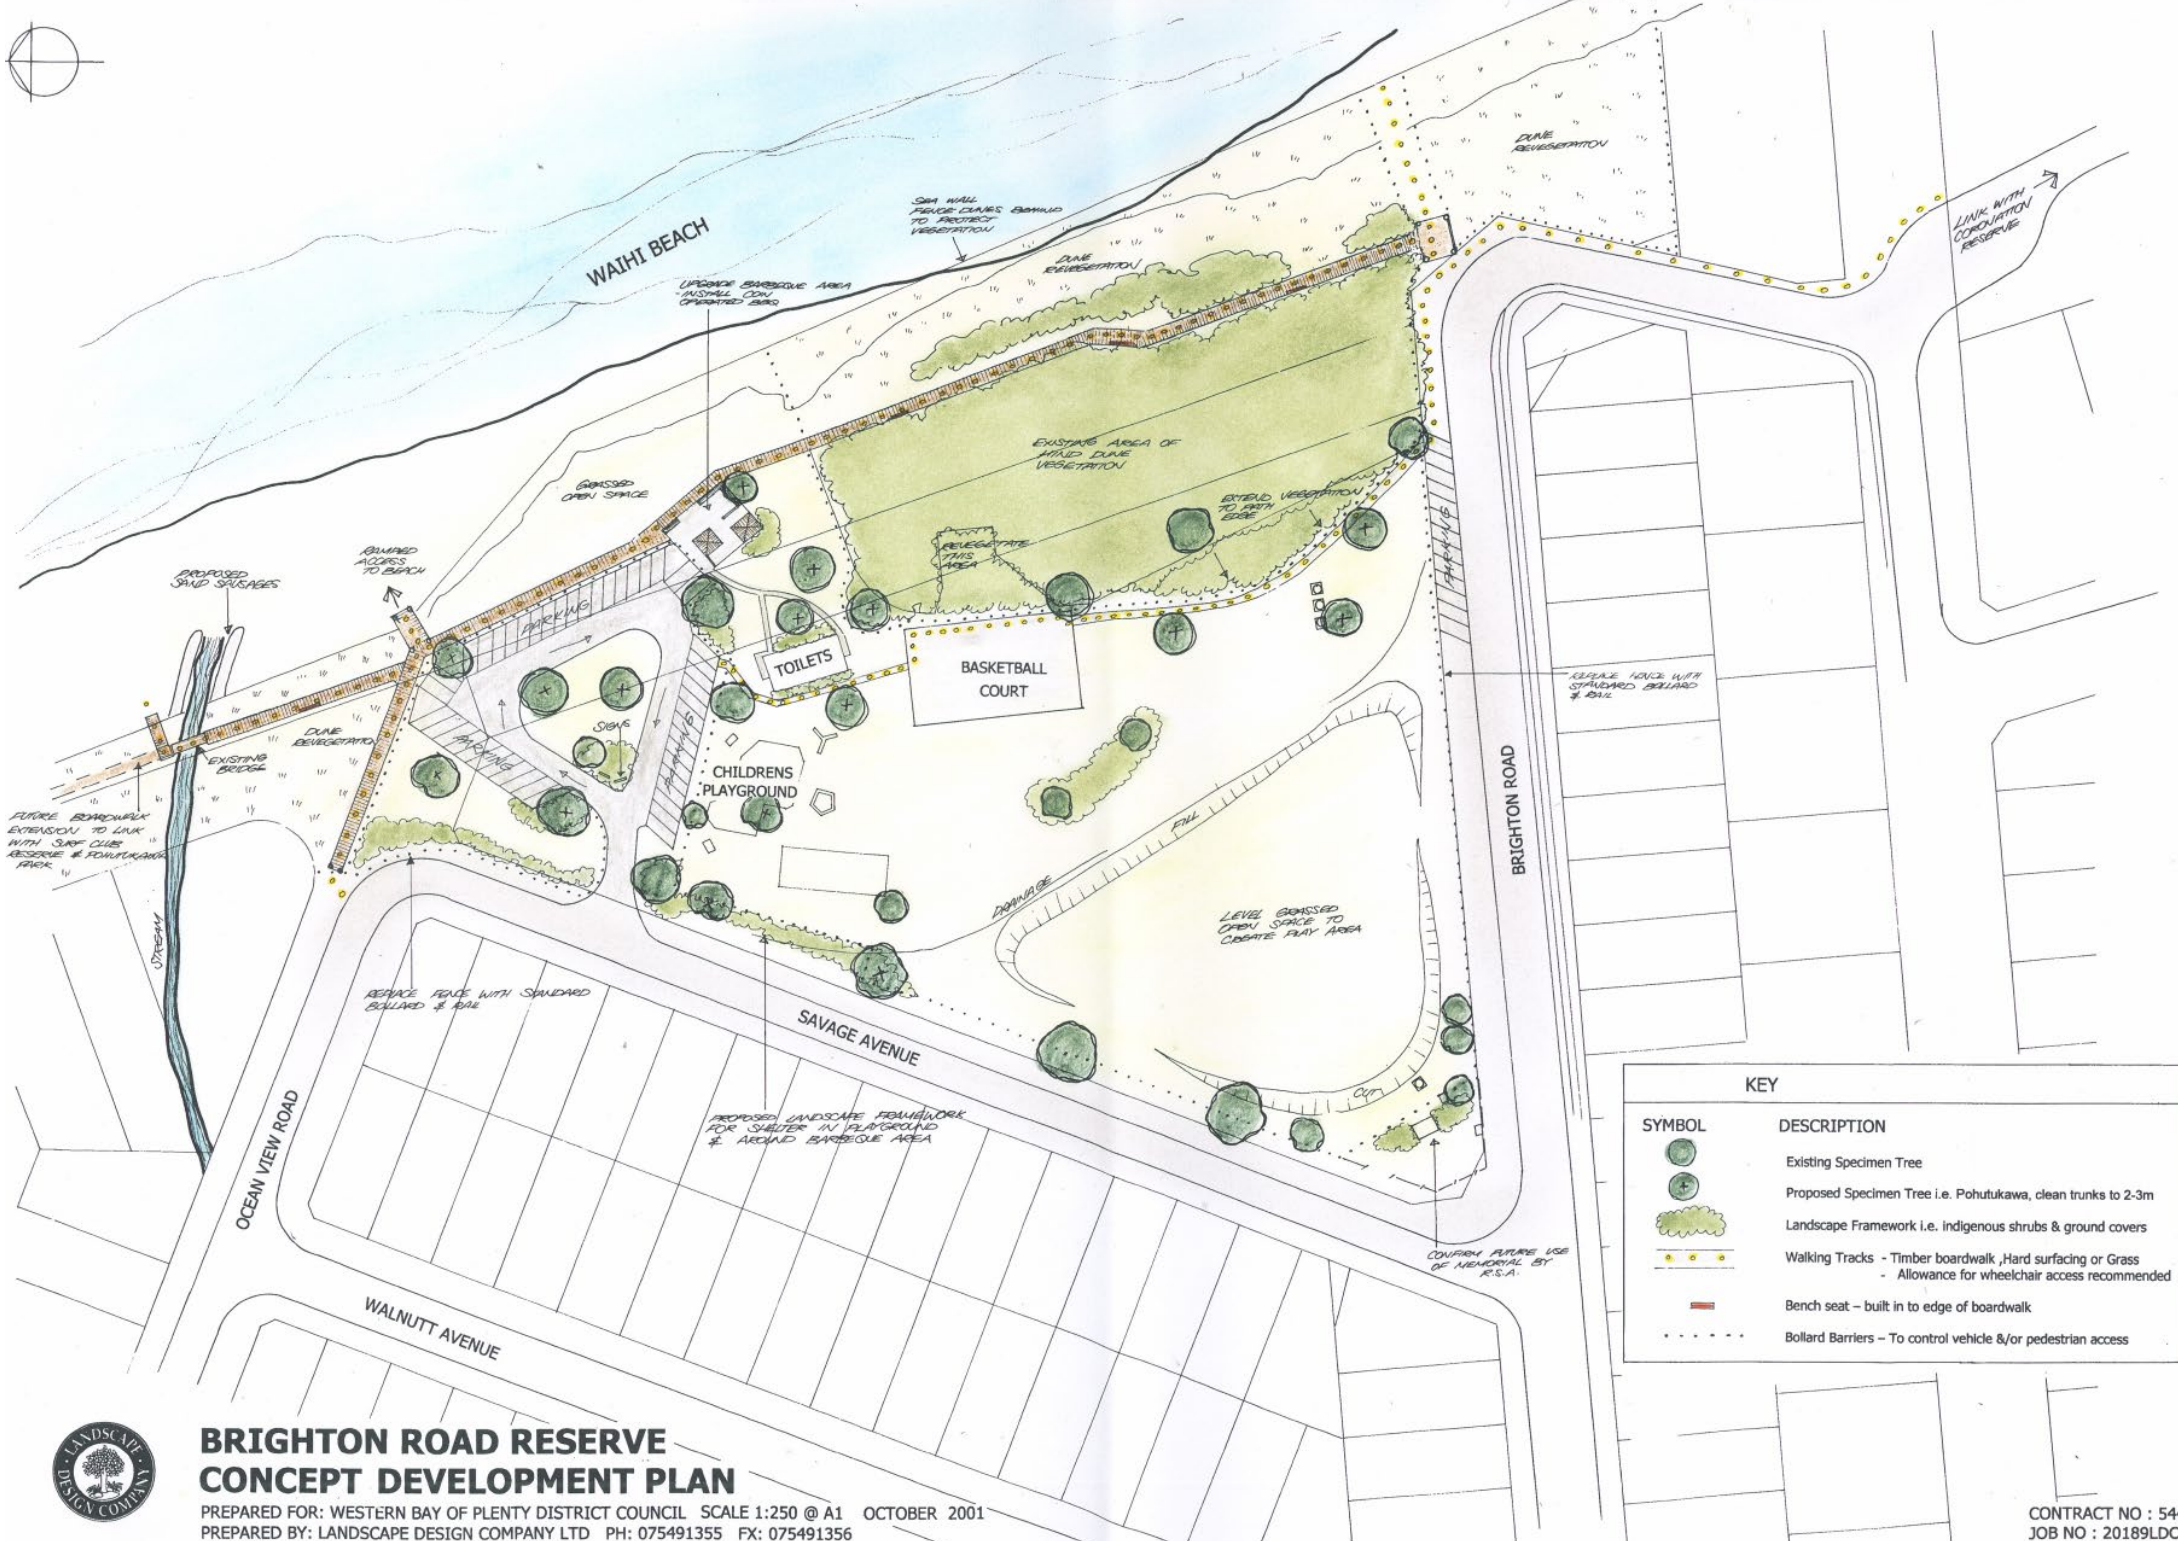 WAIHI BEACH
SEA WALL
FENCE DUNES BEHIND
TO PROTECT
VEGETATION
DUNE
REVEGETATION
DUNE
REVEGETATION
LINK WITH
CORONATION
RESERVE
UPGRADE BARBEQUE AREA
- INSTALL COIN
OPERATED BBQ
EXISTING AREA OF
HIND DUNE
VEGETATION
GRASSED
OPEN SPACE
EXTEND VEGETATION
TO PATH
EDGE
REVEGETATE
THIS
AREA
RAMPED
ACCESS
TO BEACH
PROPOSED
SAND SAUSAGES
PARKING
PARKING
TOILETS
BASKETBALL
COURT
REPLACE FENCE WITH
STANDARD BOLLARD
& RAIL
SIGNS
DUNE
REVEGETATION
PARKING
PARKING
EXISTING
BRIDGE
CHILDRENS
PLAYGROUND
FUTURE BOARDWALK
EXTENSION TO LINK
WITH SURF CLUB
RESERVE & POHUTUKAWA
PARK
FILL
DRAINAGE
BRIGHTON ROAD
LEVEL GRASSED
OPEN SPACE TO
CREATE PLAY AREA
STREAM
REPLACE FENCE WITH STANDARD
BOLLARD & RAIL
SAVAGE AVENUE
CUT
PROPOSED LANDSCAPE FRAMEWORK
FOR SHELTER IN PLAYGROUND
& AROUND BARBEQUE AREA
OCEAN VIEW ROAD
CONFIRM FUTURE USE
OF MEMORIAL BY
R.S.A.
WALNUTT AVENUE
KEY
SYMBOL DESCRIPTION
Existing Specimen Tree
Proposed Specimen Tree i.e. Pohutukawa, clean trunks to 2-3m
Landscape Framework i.e. indigenous shrubs & ground covers
Walking Tracks - Timber boardwalk ,Hard surfacing or Grass
- Allowance for wheelchair access recommended
Bench seat – built in to edge of boardwalk
Bollard Barriers – To control vehicle &/or pedestrian access
LANDSCAPE DESIGN COMPANY
BRIGHTON ROAD RESERVE
CONCEPT DEVELOPMENT PLAN
PREPARED FOR: WESTERN BAY OF PLENTY DISTRICT COUNCIL SCALE 1:250 @ A1 OCTOBER 2001
PREPARED BY: LANDSCAPE DESIGN COMPANY LTD PH: 075491355 FX: 075491356
CONTRACT NO : 54
JOB NO : 20189LDC